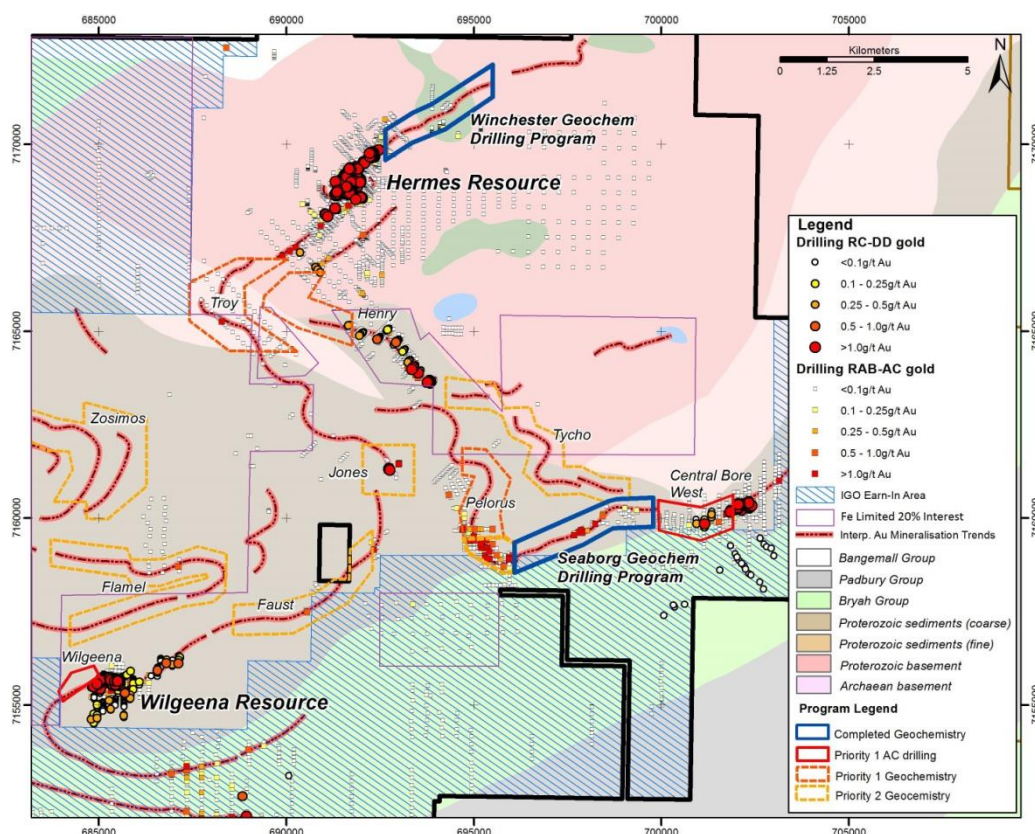 685000
690000
695000
700000
705000
Kilometers
0 1.25 2.5 5
N
7170000
7170000
Winchester Geochem
Drilling Program
Hermes Resource
Troy
Henry
7165000
7165000
Zosimos
Jones
Tycho
Pelorus
Central Bore
West
7160000
7160000
Seaborg Geochem
Drilling Program
Flamel
Faust
Wilgeena
Wilgeena Resource
7155000
7155000
685000
690000
695000
700000
705000
Legend
Drilling RC-DD gold
<0.1g/t Au
0.1 - 0.25g/t Au
0.25 - 0.5g/t Au
0.5 - 1.0g/t Au
>1.0g/t Au
Drilling RAB-AC gold
<0.1g/t Au
0.1 - 0.25g/t Au
0.25 - 0.5g/t Au
0.5 - 1.0g/t Au
>1.0g/t Au
IGO Earn-In Area
Fe Limited 20% Interest
Interp. Au Mineralisation Trends
Bangemall Group
Padbury Group
Bryah Group
Proterozoic sediments (coarse)
Proterozoic sediments (fine)
Proterozoic basement
Archaean basement
Program Legend
Completed Geochemistry
Priority 1 AC drilling
Priority 1 Geochemistry
Priority 2 Geocemistry